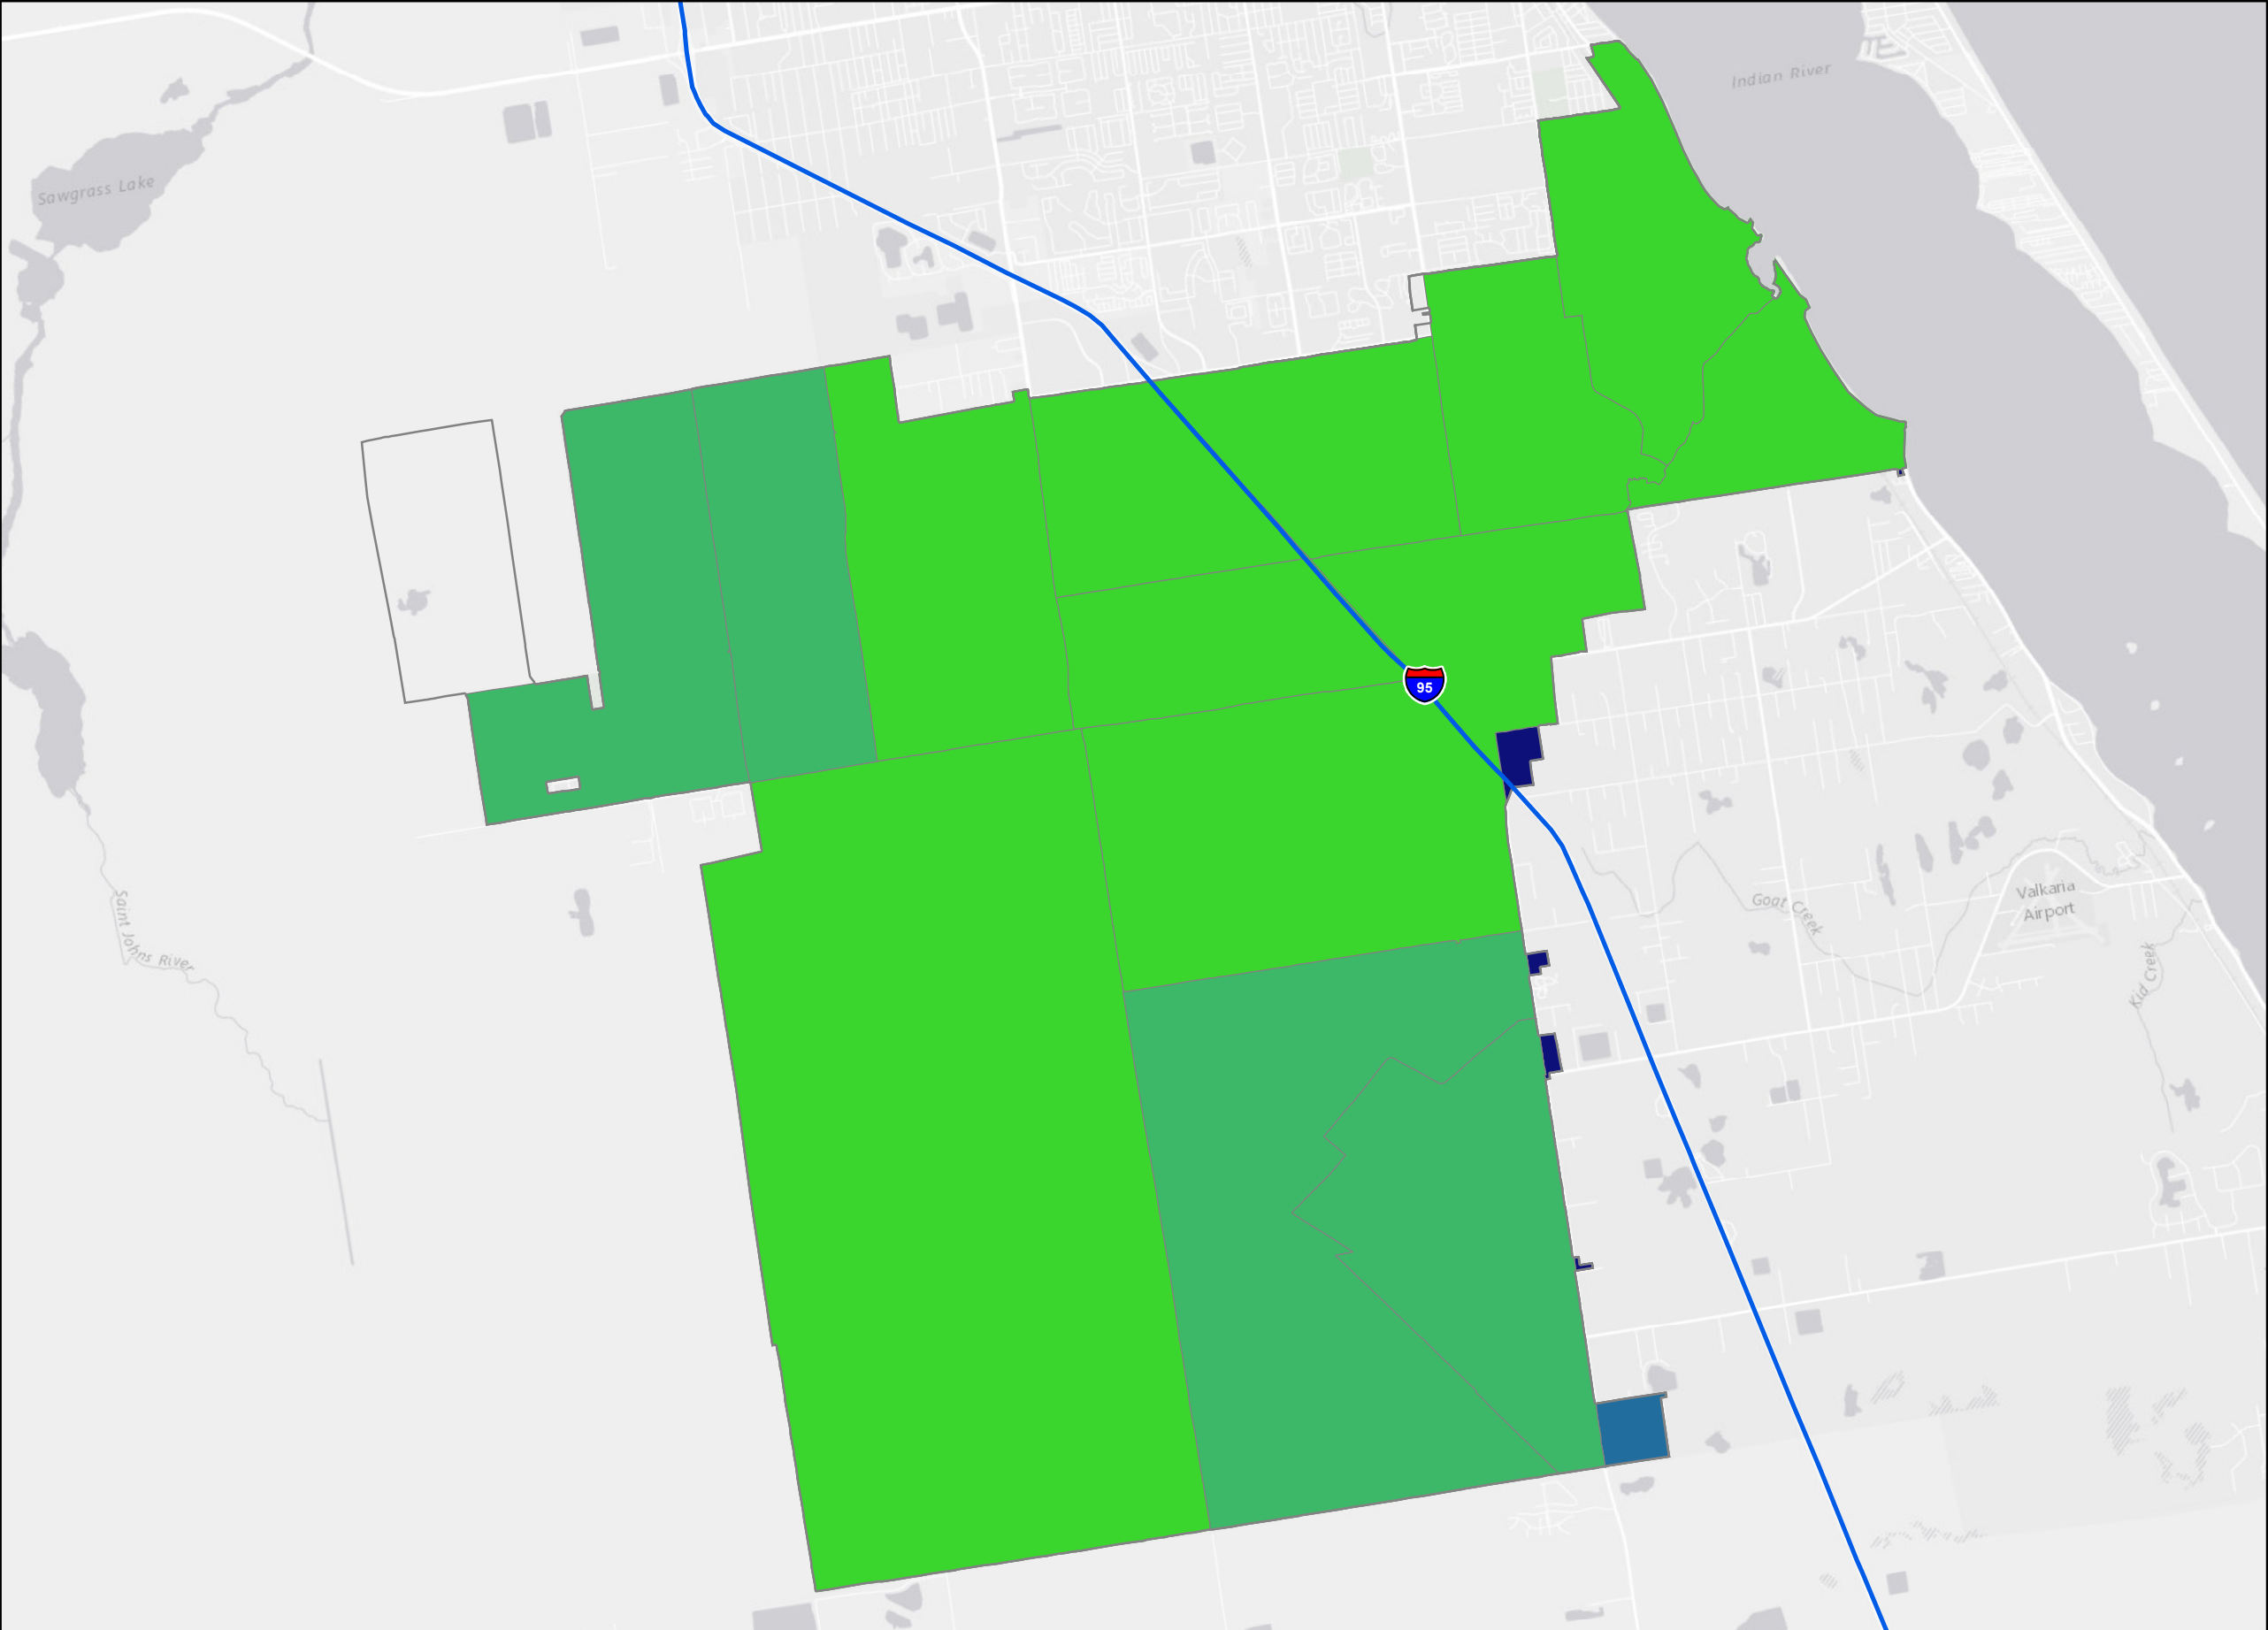 Indian River
Sawgrass Lake
95
Saint Johns River
Goat Creek
Valkaria
Airport
Kid Creek